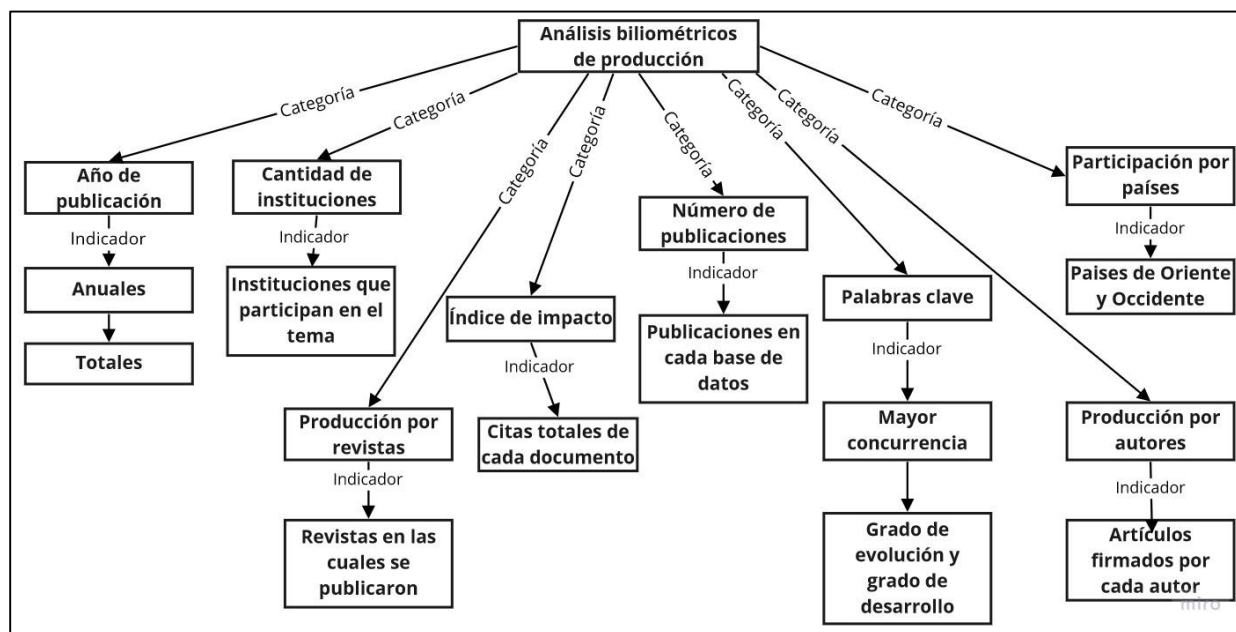 Análisis biliométricos
de producción
Categoría
Categoría
Categoría
Categoría
Categoría
Categoría
Categoría
Categoría
Año de
publicación
Indicador
Anuales
Totales
Cantidad de
instituciones
Indicador
Instituciones que
participan en el
tema
Producción por
revistas
Indicador
Revistas en las
cuales se
publicaron
Índice de impacto
Indicador
Citas totales de
cada documento
Número de
publicaciones
Indicador
Publicaciones en
cada base de
datos
Palabras clave
Indicador
Mayor
concurrencia
Grado de
evolución y
grado de
desarrollo
Participación por
países
Indicador
Paises de Oriente
y Occidente
Producción por
autores
Indicador
Artículos
firmados por
cada autor
miro